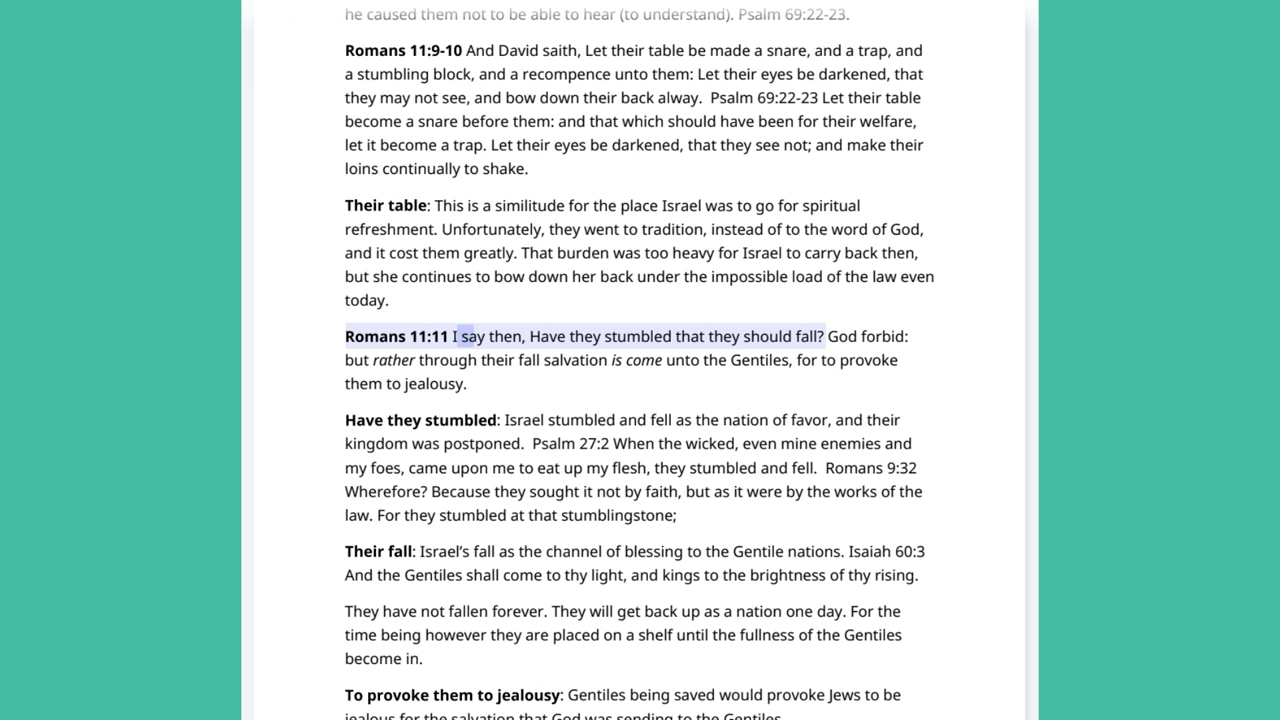 he caused them not to be able to hear (to understand). Psalm 69:22-23.
Romans 11:9-10 And David saith, Let their table be made a snare, and a trap, and
a stumbling block, and a recompence unto them: Let their eyes be darkened, that
they may not see, and bow down their back alway.  Psalm 69:22-23 Let their table
become a snare before them: and that which should have been for their welfare,
let it become a trap. Let their eyes be darkened, that they see not; and make their
loins continually to shake.
Their table: This is a similitude for the place Israel was to go for spiritual
refreshment. Unfortunately, they went to tradition, instead of to the word of God,
and it cost them greatly. That burden was too heavy for Israel to carry back then,
but she continues to bow down her back under the impossible load of the law even
today.
Romans 11:11 I say then, Have they stumbled that they should fall? God forbid:
but rather through their fall salvation is come unto the Gentiles, for to provoke
them to jealousy.
Have they stumbled: Israel stumbled and fell as the nation of favor, and their
kingdom was postponed.  Psalm 27:2 When the wicked, even mine enemies and
my foes, came upon me to eat up my flesh, they stumbled and fell.  Romans 9:32
Wherefore? Because they sought it not by faith, but as it were by the works of the
law. For they stumbled at that stumblingstone;
Their fall: Israel’s fall as the channel of blessing to the Gentile nations. Isaiah 60:3
And the Gentiles shall come to thy light, and kings to the brightness of thy rising.
They have not fallen forever. They will get back up as a nation one day. For the
time being however they are placed on a shelf until the fullness of the Gentiles
become in.
To provoke them to jealousy: Gentiles being saved would provoke Jews to be
jealous for the salvation that God was sending to the Gentiles.